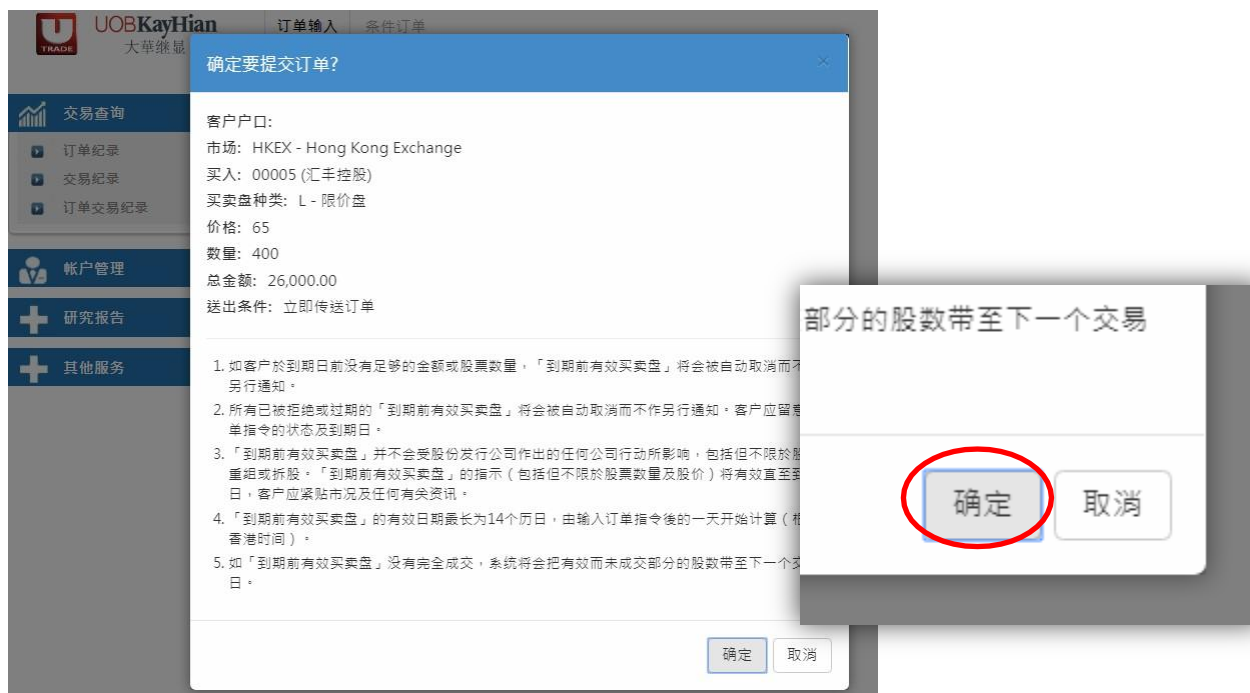 UOBKayHian
大華继显
U
TRADE
订单输入 条件订单
交易查询
订单纪录
交易纪录
订单交易纪录
帐户管理
研究报告
其他服务
确定要提交订单?
×
客户户口:
市场: HKEX - Hong Kong Exchange
买入: 00005 (汇丰控股)
买卖盘种类: L - 限价盘
价格: 65
数量: 400
总金额: 26,000.00
送出条件: 立即传送订单
1. 如客户於到期日前没有足够的金额或股票数量，「到期前有效买卖盘」将会被自动取消而不
另行通知。
2. 所有已被拒绝或过期的「到期前有效买卖盘」将会被自动取消而不作另行通知。客户应留意
单指令的状态及到期日。
3. 「到期前有效买卖盘」并不会受股份发行公司作出的任何公司行动所影响，包括但不限於股
重组或拆股。「到期前有效买卖盘」的指示（包括但不限於股票数量及股价）将有效直至到
日，客户应紧贴市况及任何有关资讯。
4. 「到期前有效买卖盘」的有效日期最长为14个历日，由输入订单指令後的一天开始计算（根
香港时间）。
5. 如「到期前有效买卖盘」没有完全成交，系统将会把有效而未成交部分的股数带至下一个交
日。
确定 取消
部分的股数带至下一个交易
确定 取消